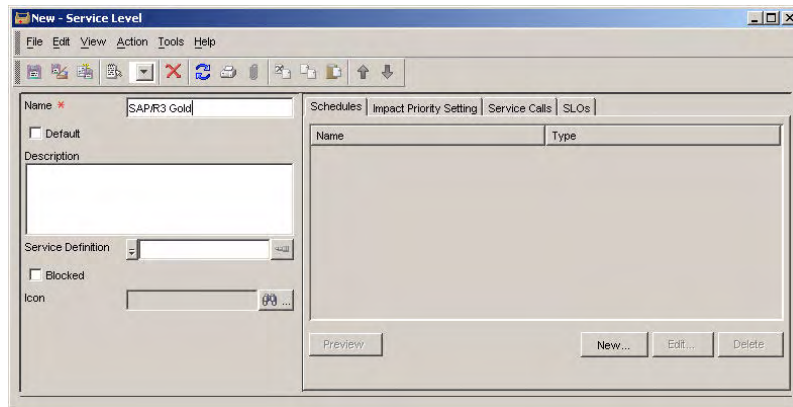 New - Service Level
File Edit View Action Tools Help
Name * SAP/R3 Gold
Default
Description
Service Definition
Blocked
Icon
...
Schedules Impact Priority Setting Service Calls SLOs
Name Type
Preview New... Edit... Delete